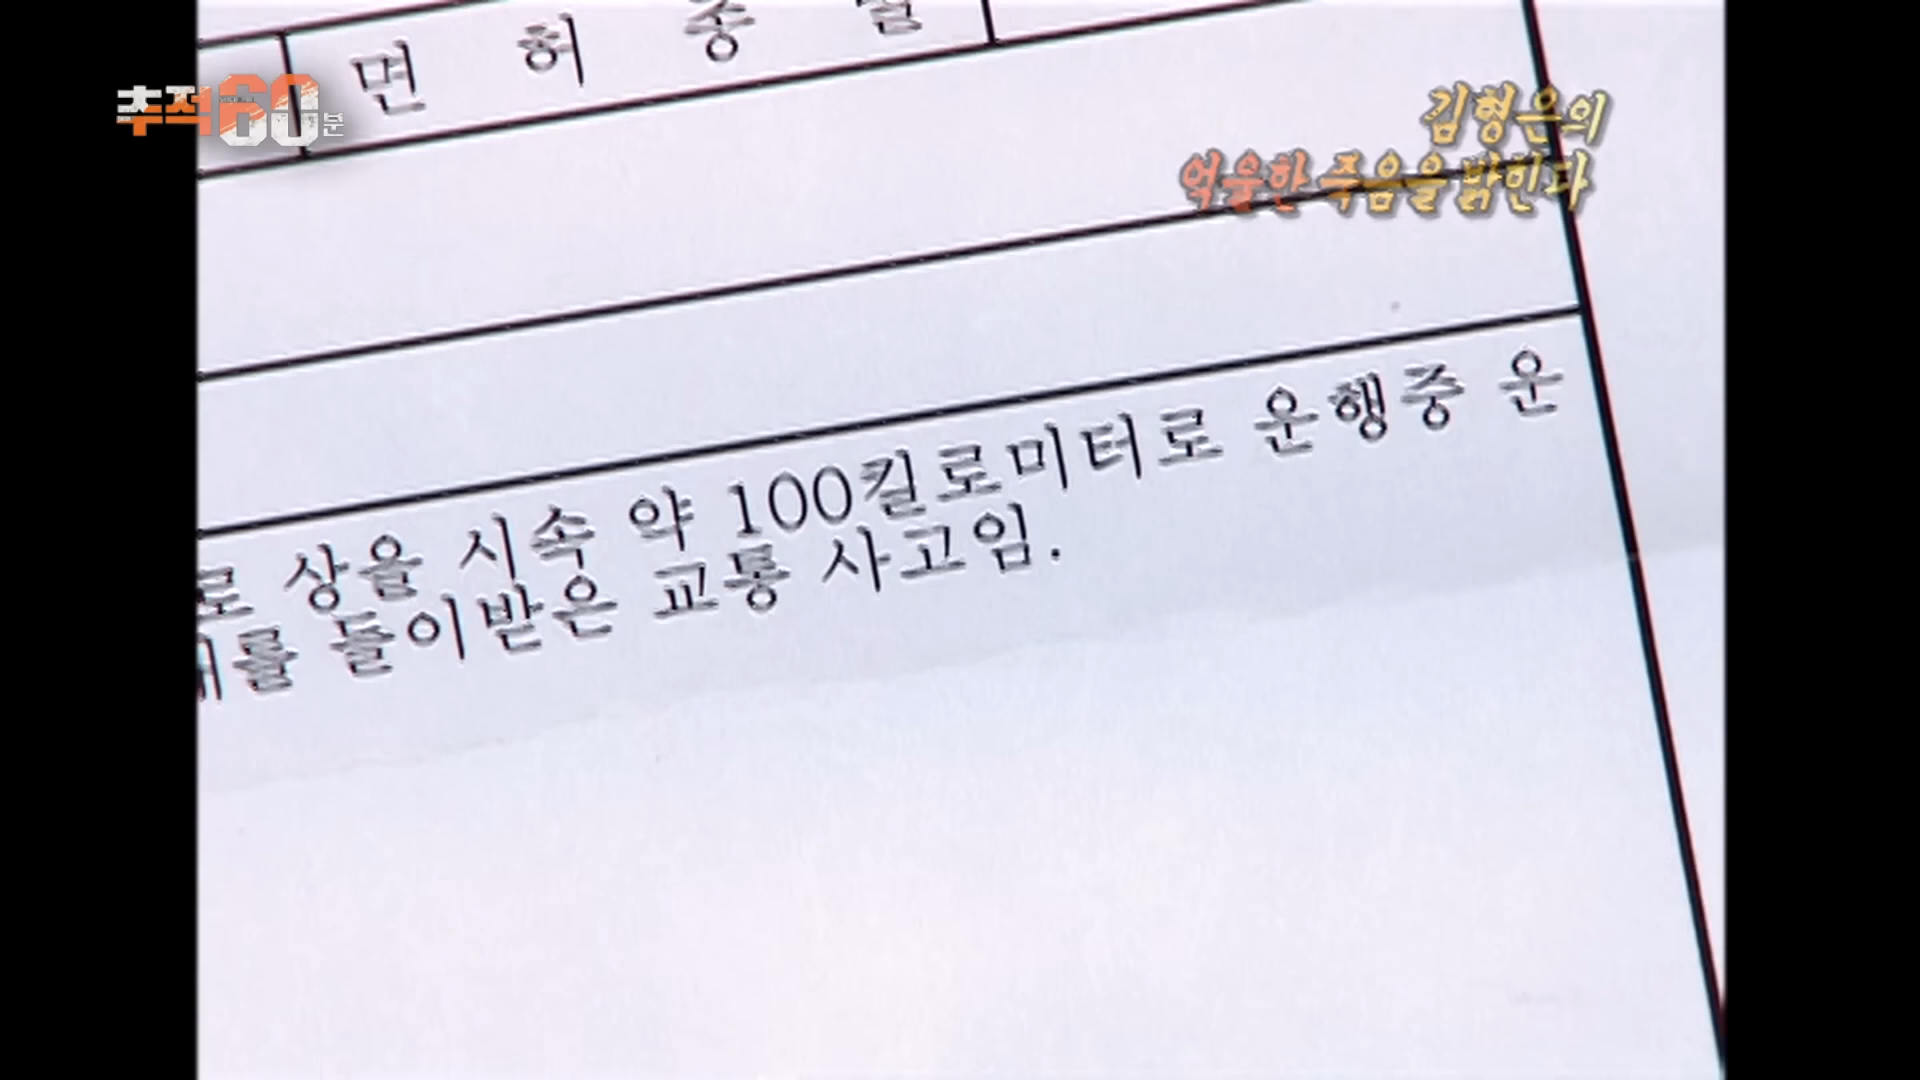 면 허 종 별
추적60분
김형은의
억울한 죽음을 밝힌다
로 상을 시속 약 100킬로미터로 운행중 운
대를 들이받은 교통 사고임.